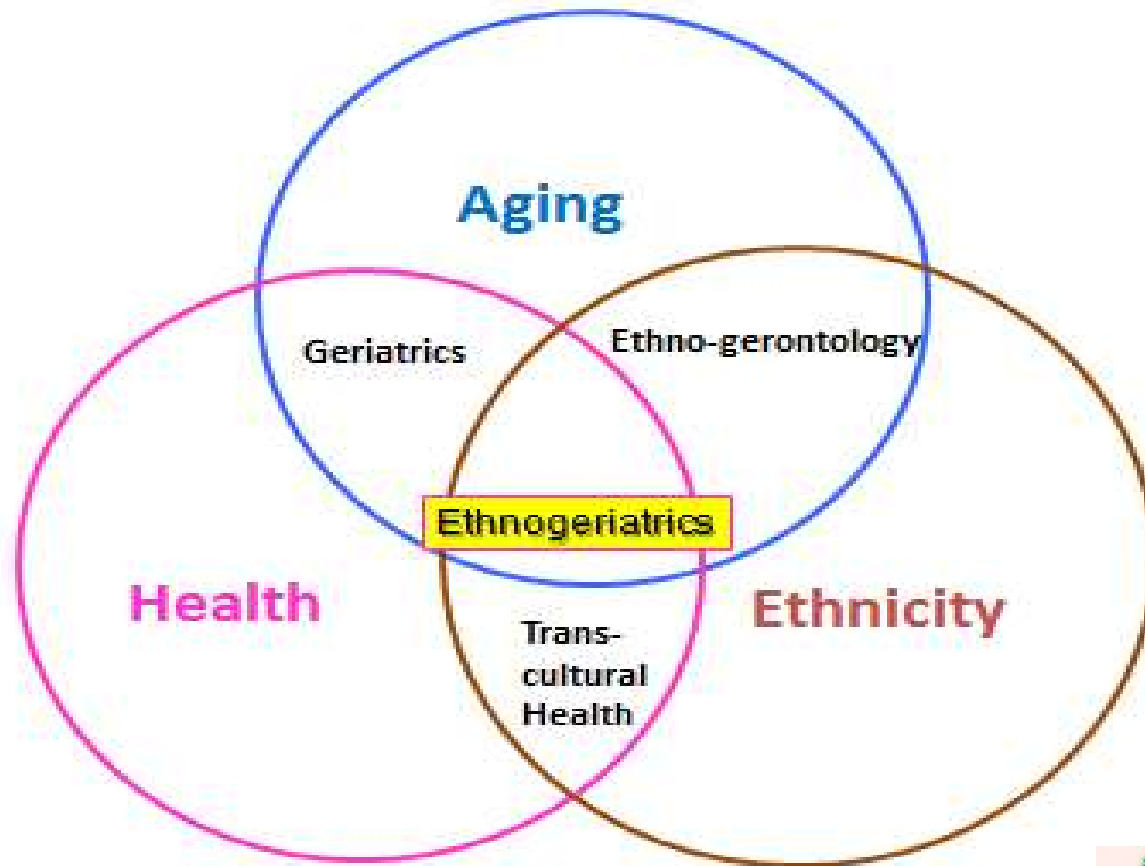 Aging
Geriatrics
Ethno-gerontology
Ethnogeriatrics
Health
Ethnicity
Trans-
cultural
Health